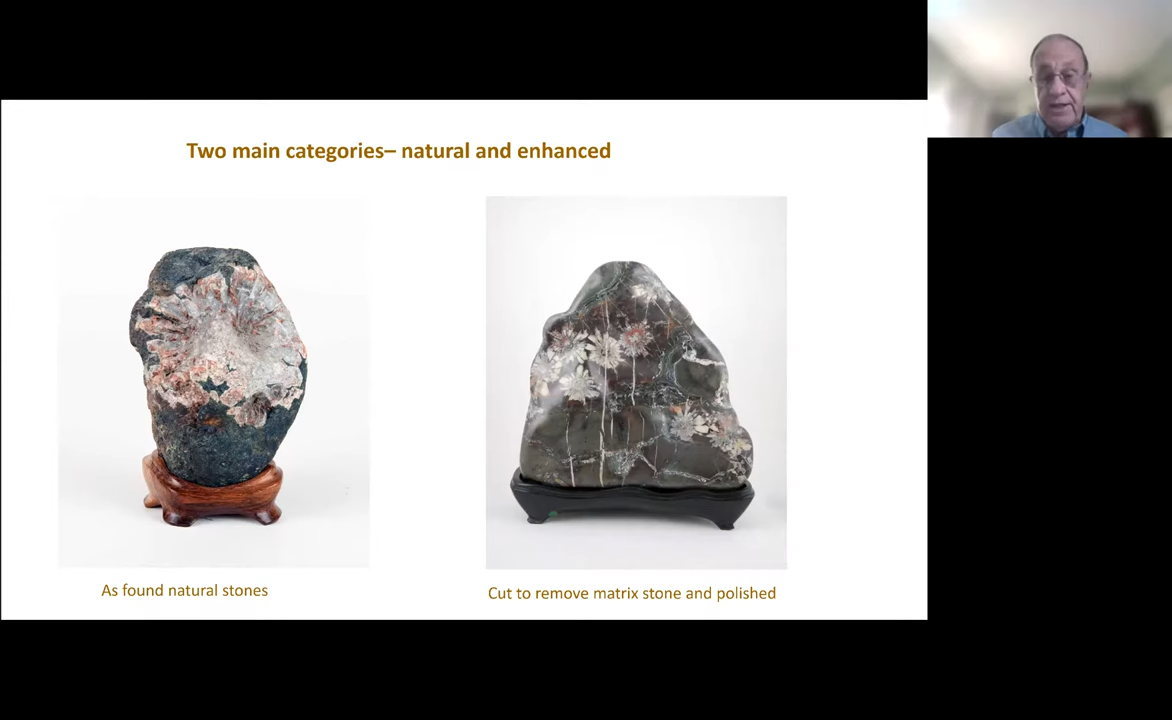 Two main categories– natural and enhanced
As found natural stones
Cut to remove matrix stone and polished